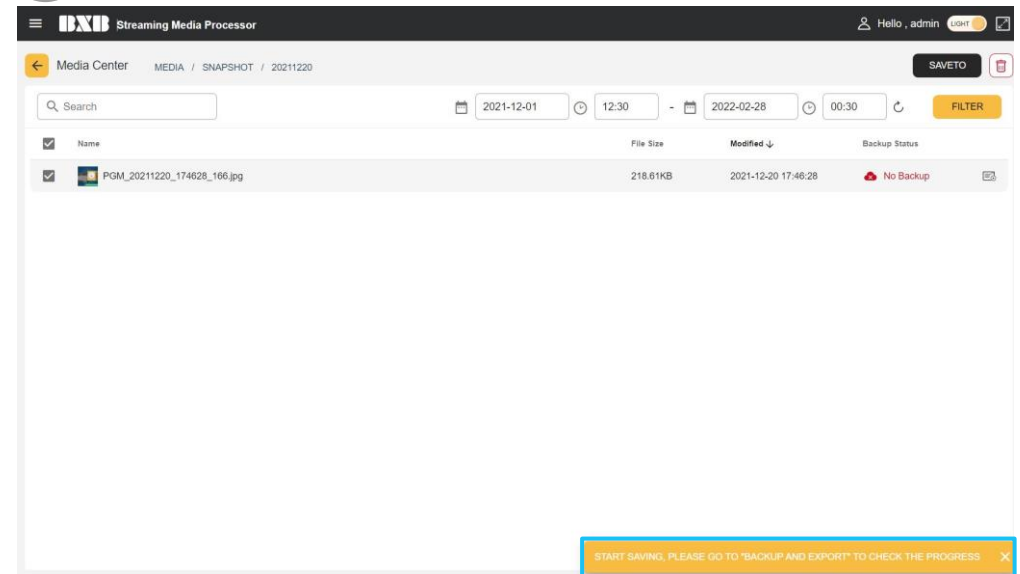 BXB Streaming Media Processor Hello , admin LIGHT
Media Center MEDIA / SNAPSHOT / 20211220 SAVETO
Search 2021-12-01 12:30 - 2022-02-28 00:30 FILTER
Name File Size Modified Backup Status
PGM_20211220_174628_166.jpg 218.61KB 2021-12-20 17:46:28 No Backup
START SAVING, PLEASE GO TO "BACKUP AND EXPORT" TO CHECK THE PROGRESS